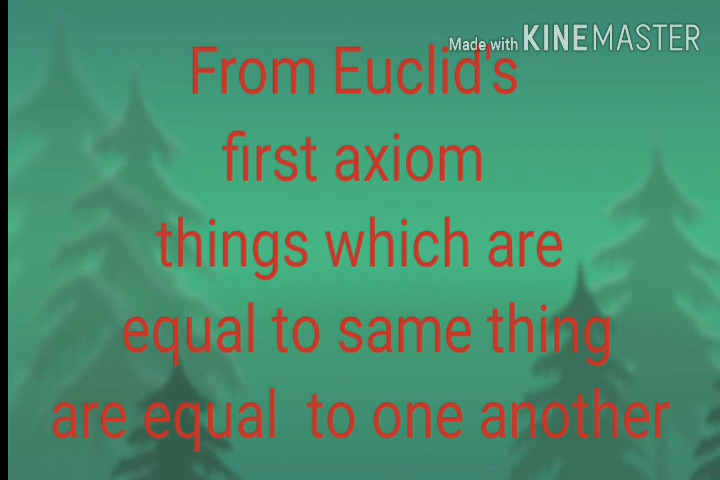 Made with KINEMASTER
From Euclid's
first axiom
things which are
equal to same thing
are equal to one another